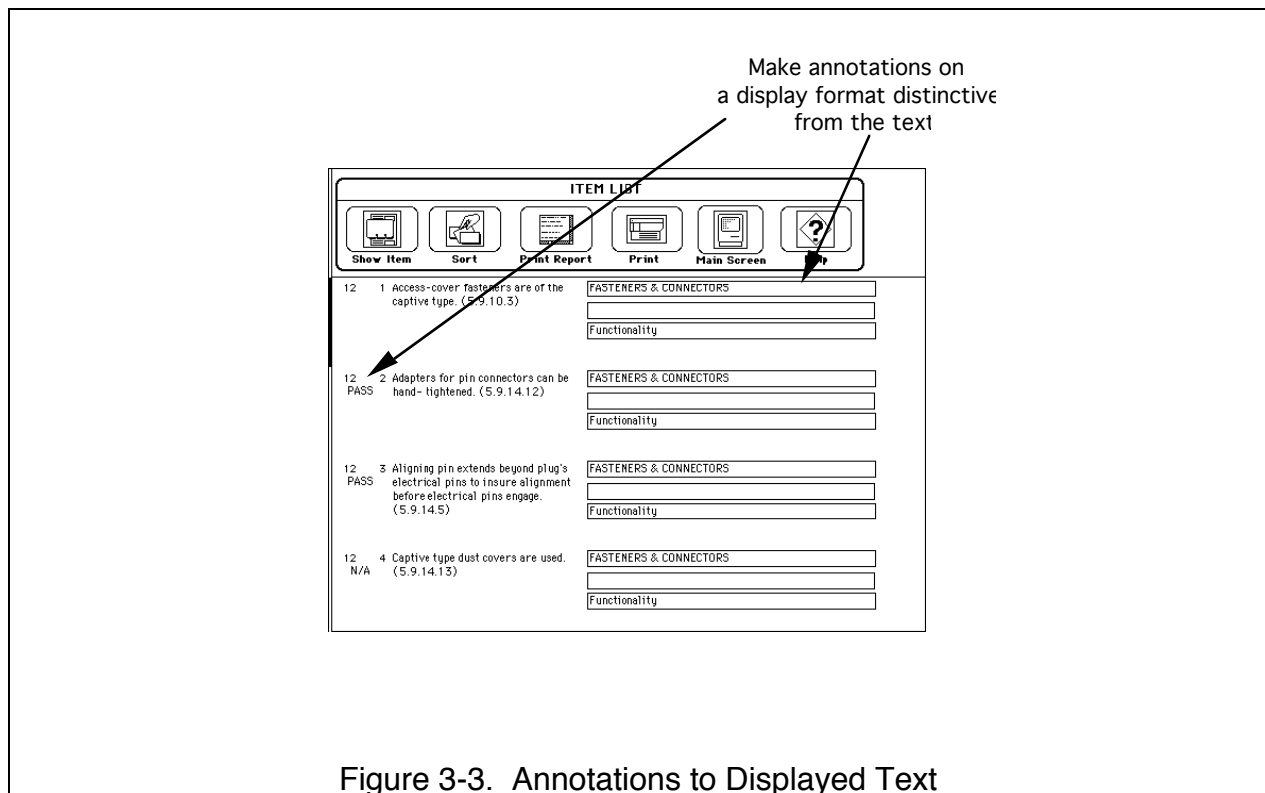 Make annotations on
a display format distinctive
from the text
ITEM LIST
Show Item Sort Print Report Print Main Screen Help
12 1 Access-cover fasteners are of the
captive type. (5.9.10.3)
FASTENERS & CONNECTORS
Functionality
12 2 Adapters for pin connectors can be
PASS hand- tightened. (5.9.14.12)
FASTENERS & CONNECTORS
Functionality
12 3 Aligning pin extends beyond plug's
PASS electrical pins to insure alignment
before electrical pins engage.
(5.9.14.5)
FASTENERS & CONNECTORS
Functionality
12 4 Captive type dust covers are used.
N/A (5.9.14.13)
FASTENERS & CONNECTORS
Functionality
Figure 3-3. Annotations to Displayed Text